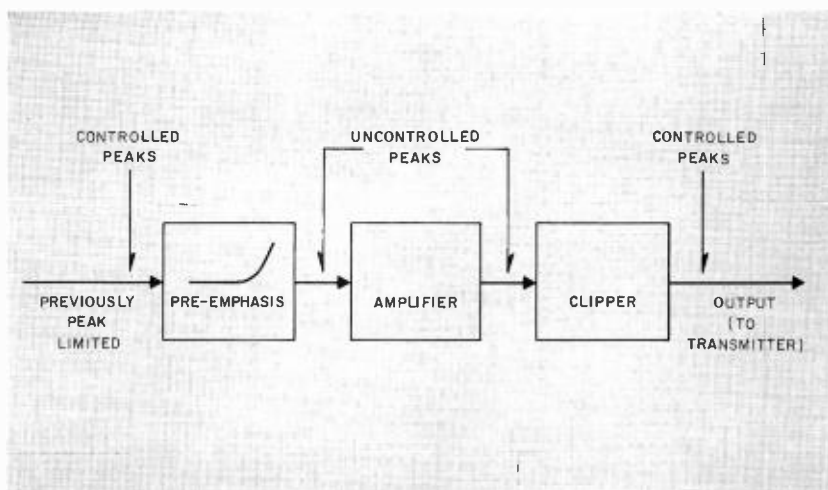 CONTROLLED
PEAKS
UNCONTROLLED
PEAKS
CONTROLLED
PEAKS
PREVIOUSLY
PEAK
LIMITED
PRE-EMPHASIS
AMPLIFIER
CLIPPER
OUTPUT
(TO
TRANSMITTER)